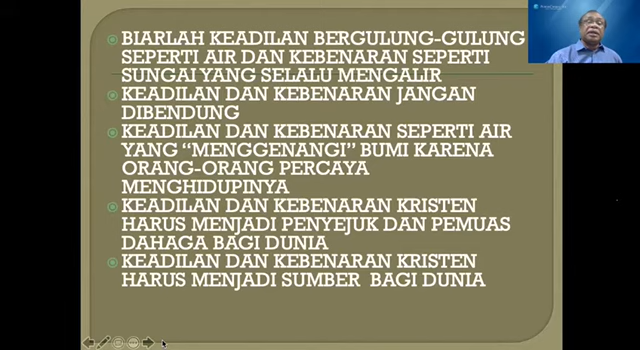 BIARLAH KEADILAN BERGULUNG-GULUNG
SEPERTI AIR DAN KEBENARAN SEPERTI
SUNGAI YANG SELALU MENGALIR
KEADILAN DAN KEBENARAN JANGAN
DIBENDUNG
KEADILAN DAN KEBENARAN SEPERTI AIR
YANG “MENGGENANGI” BUMI KARENA
ORANG-ORANG PERCAYA
MENGHIDUPINYA
KEADILAN DAN KEBENARAN KRISTEN
HARUS MENJADI PENYEJUK DAN PEMUAS
DAHAGA BAGI DUNIA
KEADILAN DAN KEBENARAN KRISTEN
HARUS MENJADI SUMBER BAGI DUNIA